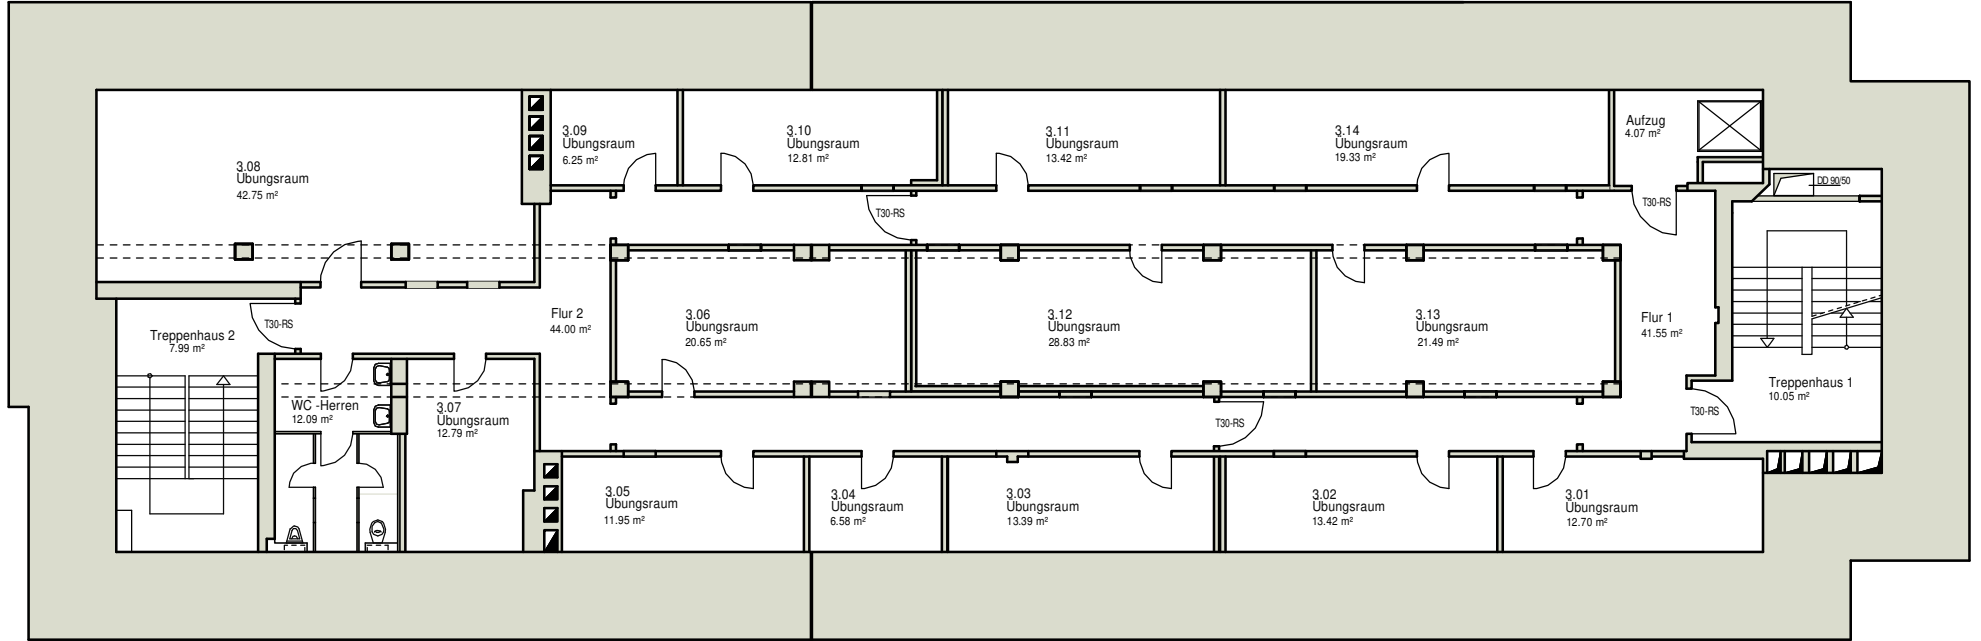 3.08
Übungsraum
42.75 m²
3.09
Übungsraum
6.25 m²
3.10
Übungsraum
12.81 m²
3.11
Übungsraum
13.42 m²
3.14
Übungsraum
19.33 m²
Aufzug
4.07 m²
DD 90/50
T30-RS
T30-RS
T30-RS
Treppenhaus 2
7.99 m²
Flur 2
44.00 m²
3.06
Übungsraum
20.65 m²
3.12
Übungsraum
28.83 m²
3.13
Übungsraum
21.49 m²
Flur 1
41.55 m²
Treppenhaus 1
10.05 m²
T30-RS
T30-RS
WC -Herren
12.09 m²
3.07
Übungsraum
12.79 m²
3.05
Übungsraum
11.95 m²
3.04
Übungsraum
6.58 m²
3.03
Übungsraum
13.39 m²
3.02
Übungsraum
13.42 m²
3.01
Übungsraum
12.70 m²